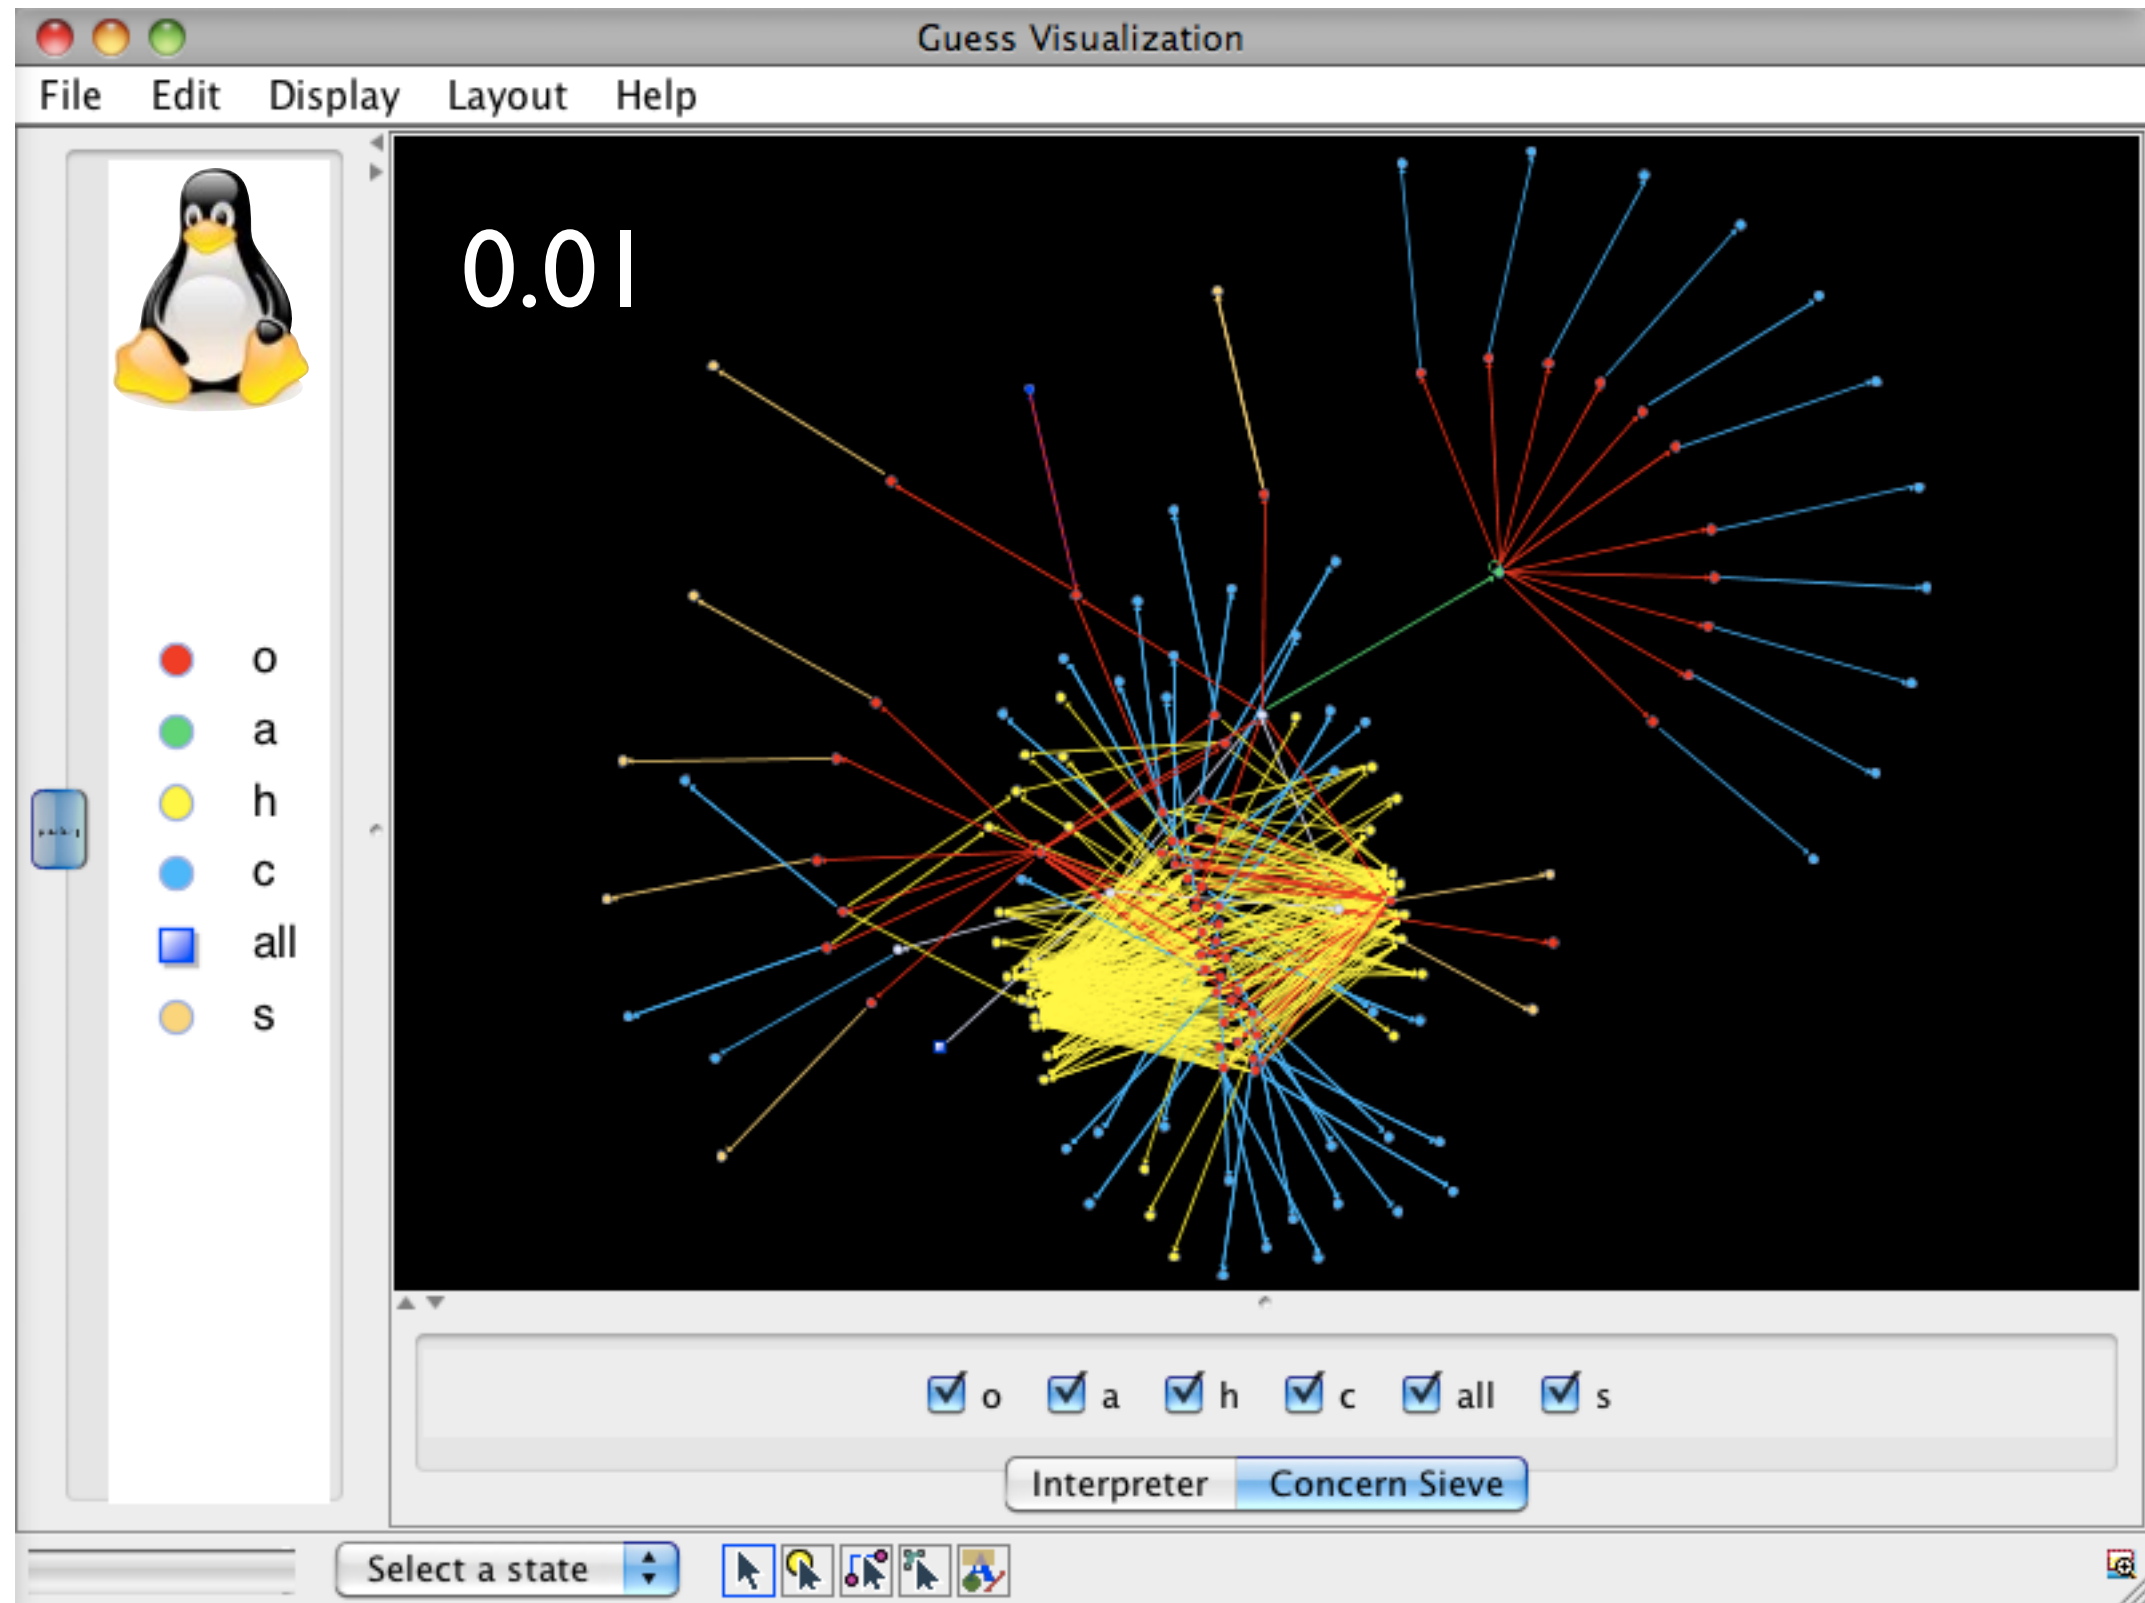 Guess Visualization
File Edit Display Layout Help
0.01
o
a
h
c
all
s
o a h c all s
Interpreter Concern Sieve
Select a state